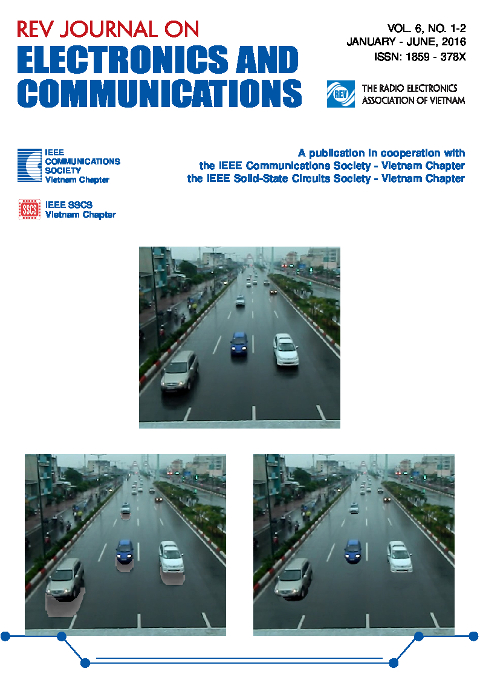 REV JOURNAL ON
ELECTRONICS AND
COMMUNICATIONS
VOL. 6, NO. 1-2
JANUARY - JUNE, 2016
ISSN: 1859 - 378X
REV
THE RADIO ELECTRONICS
ASSOCIATION OF VIETNAM
IEEE
COMMUNICATIONS
SOCIETY
Vietnam Chapter
A publication in cooperation with
the IEEE Communications Society - Vietnam Chapter
the IEEE Solid-State Circuits Society - Vietnam Chapter
SSCS
IEEE SSCS
Vietnam Chapter